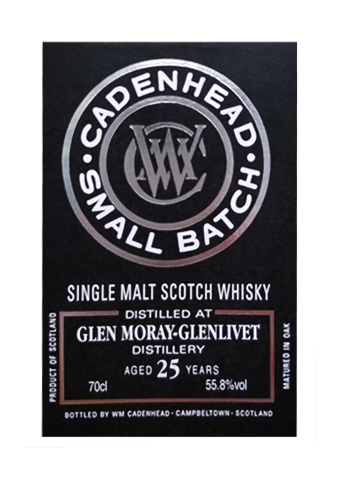 · CADENHEAD ·
SMALL BATCH
WC
SINGLE MALT SCOTCH WHISKY
DISTILLED AT
GLEN MORAY-GLENLIVET
DISTILLERY
AGED 25 YEARS
70cl 55.8%vol
PRODUCT OF SCOTLAND
MATURED IN OAK
BOTTLED BY WM CADENHEAD · CAMPBELTOWN · SCOTLAND